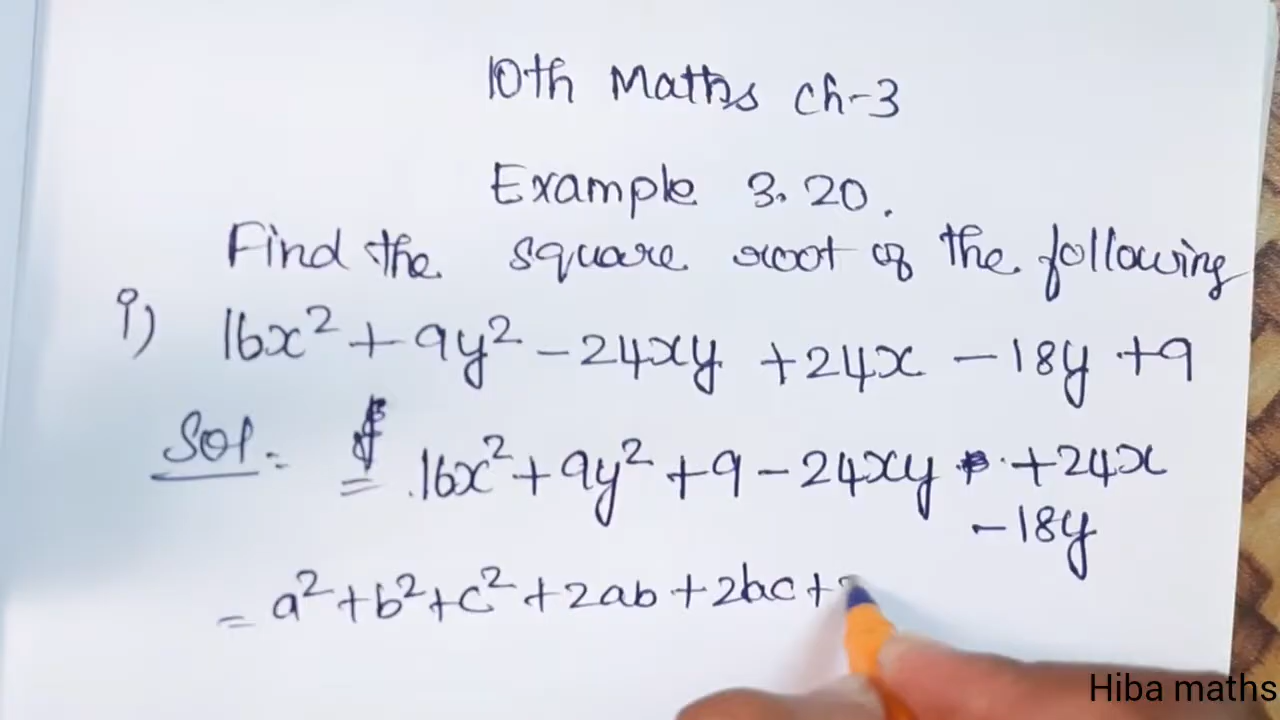 10th Maths Ch-3
Example 3.20.
Find the square root of the following
i) 16x² + 9y² - 24xy + 24x - 18y + 9
Sol:
= 16x² + 9y² + 9 - 24xy + 24x
- 18y
= a² + b² + c² + 2ab + 2bc +
Hiba maths